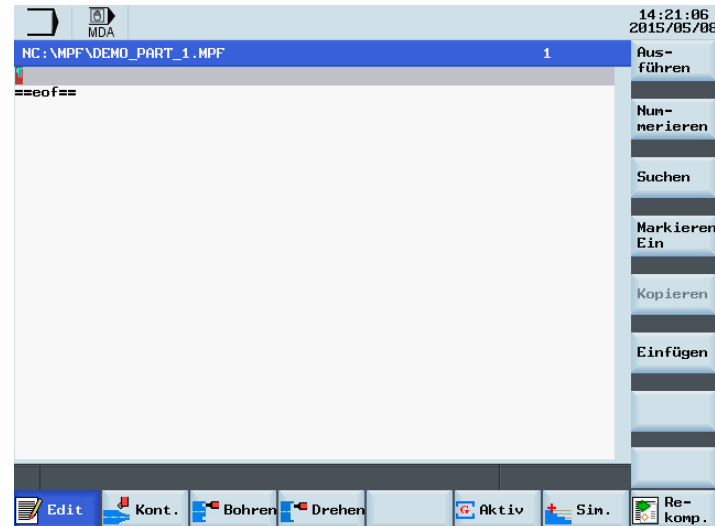 MDA
14:21:06
2015/05/08
NC:\MPF\DEMO_PART_1.MPF 1
==eof==
Aus-
führen
Num-
merieren
Suchen
Markieren
Ein
Kopieren
Einfügen
Edit
Kont.
Bohren
Drehen
G Aktiv
Sim.
Re-
komp.